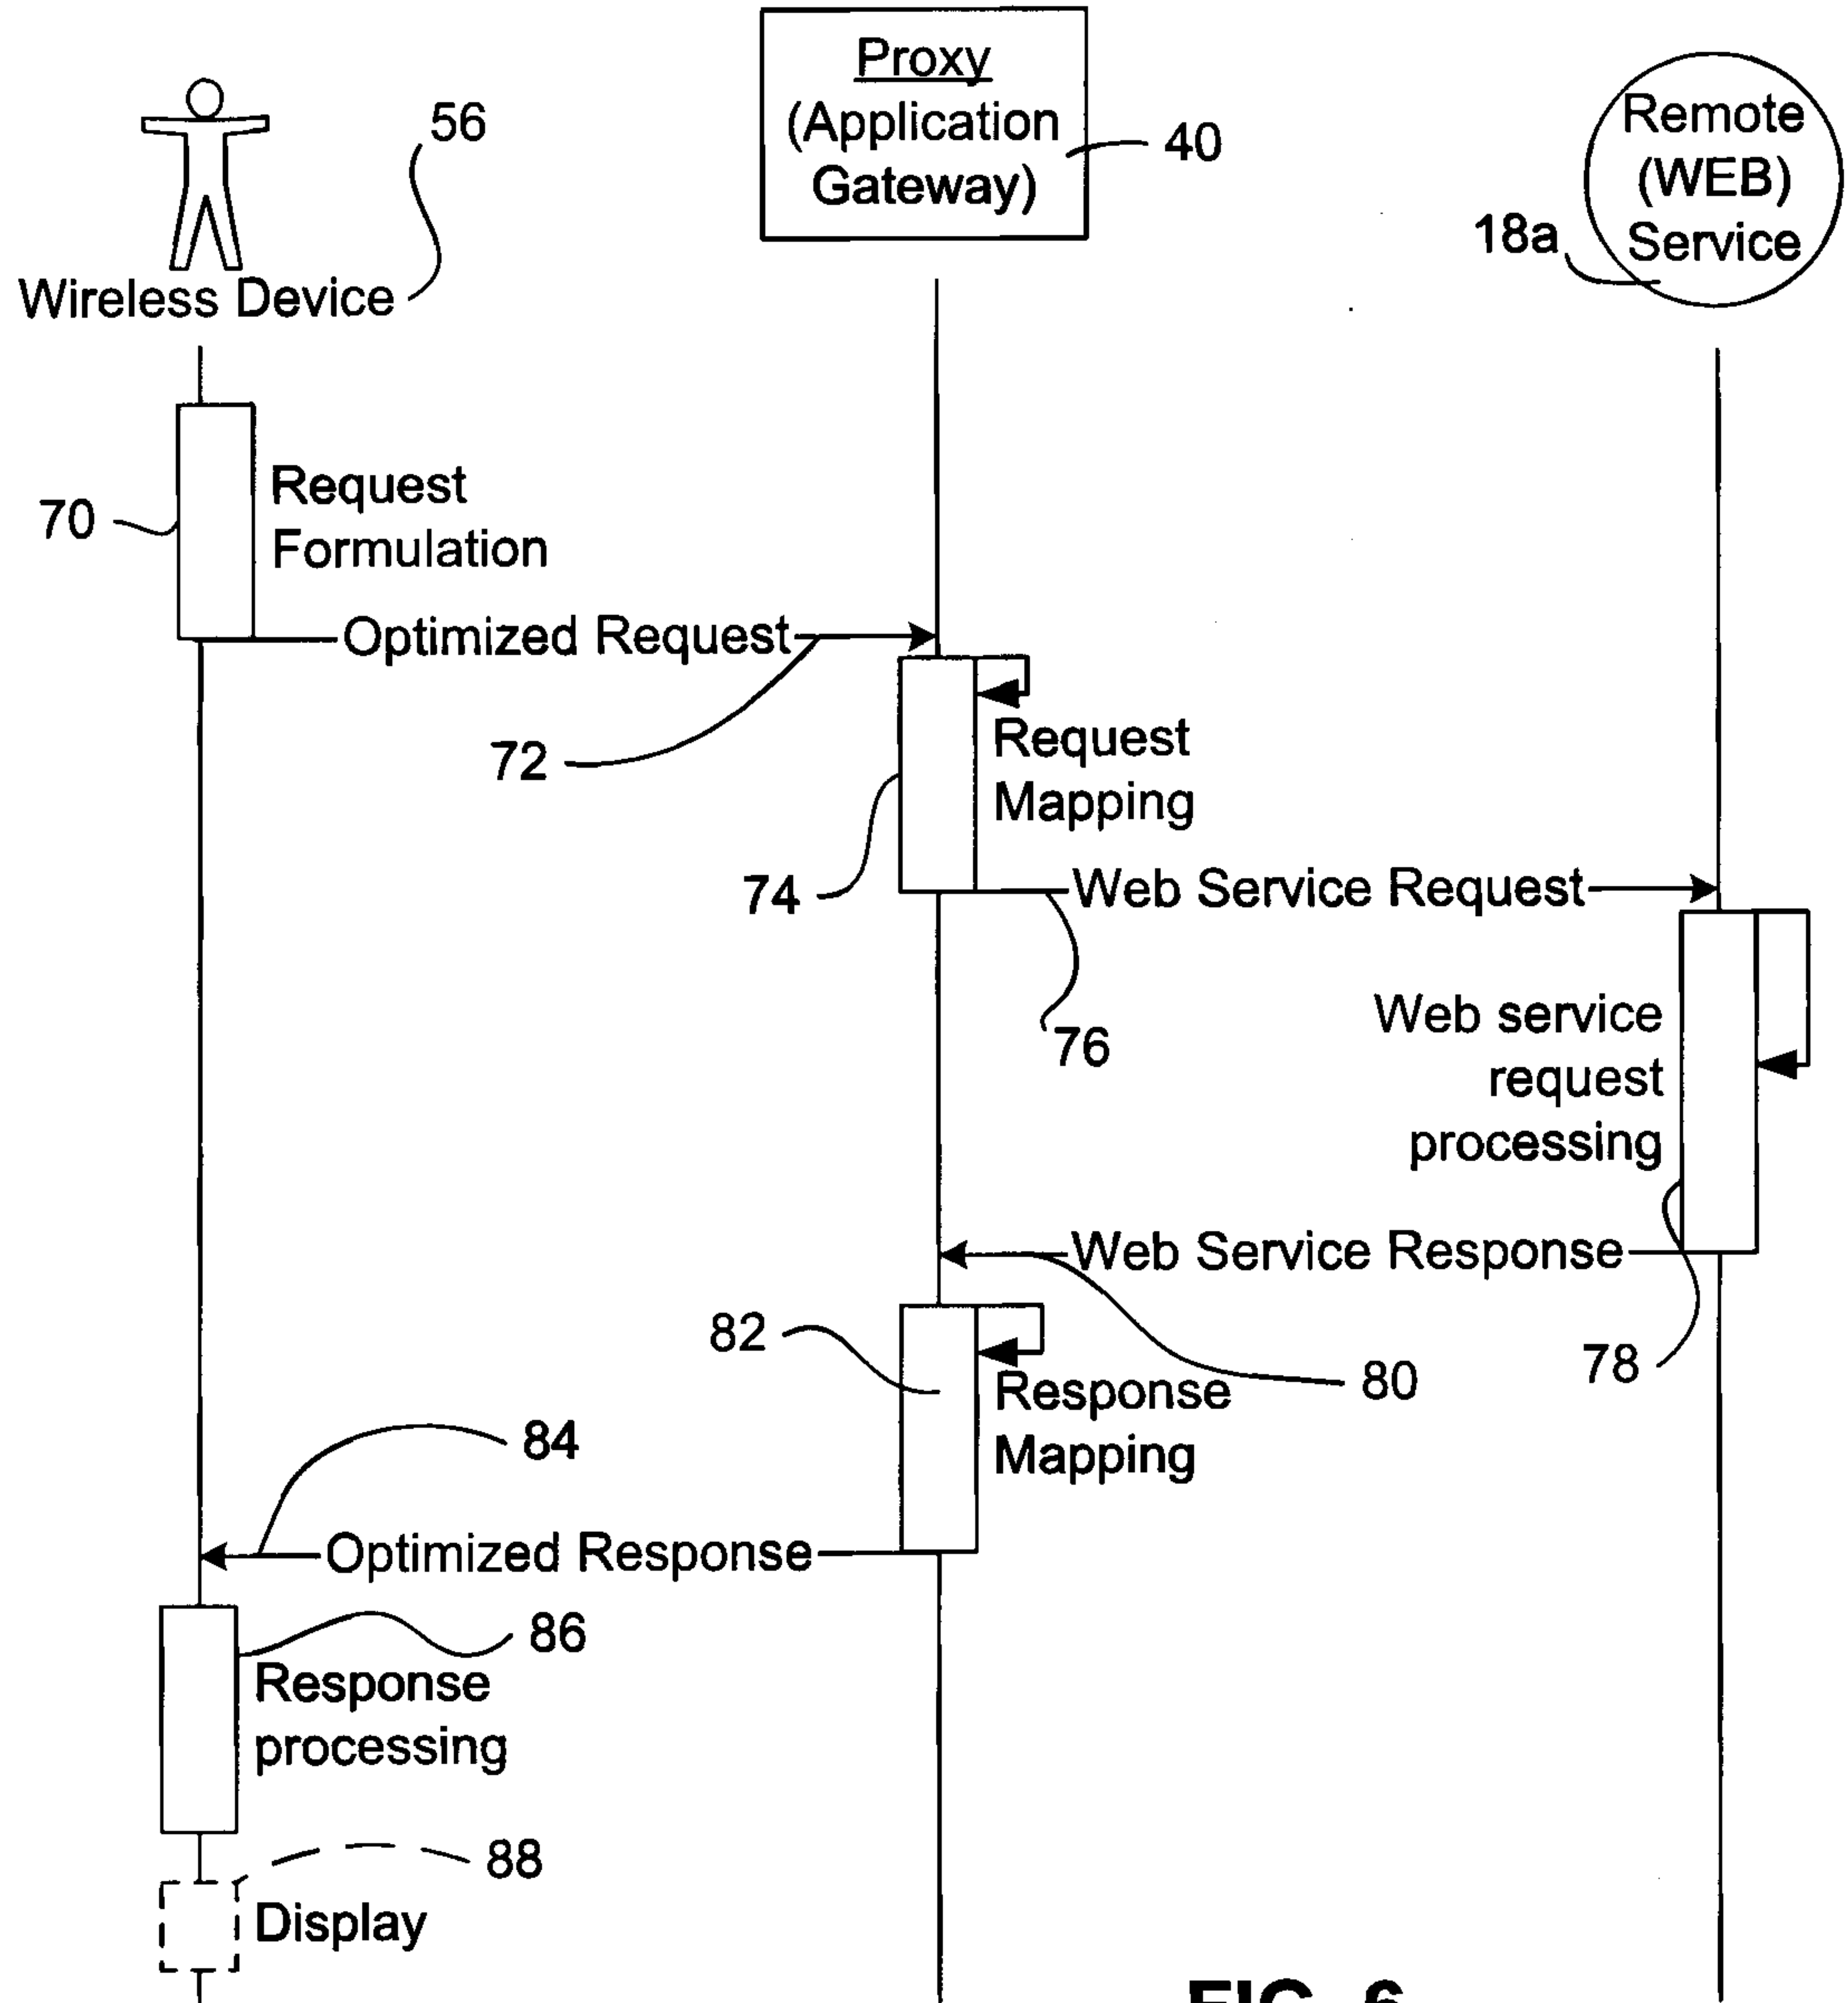 Proxy
(Application
Gateway)
40
56
Wireless Device
Remote
(WEB)
Service
18a
70
Request
Formulation
Optimized Request
72
Request
Mapping
74
Web Service Request
76
Web service
request
processing
78
Web Service Response
80
82
Response
Mapping
84
Optimized Response
86
Response
processing
88
Display
FIG. 6